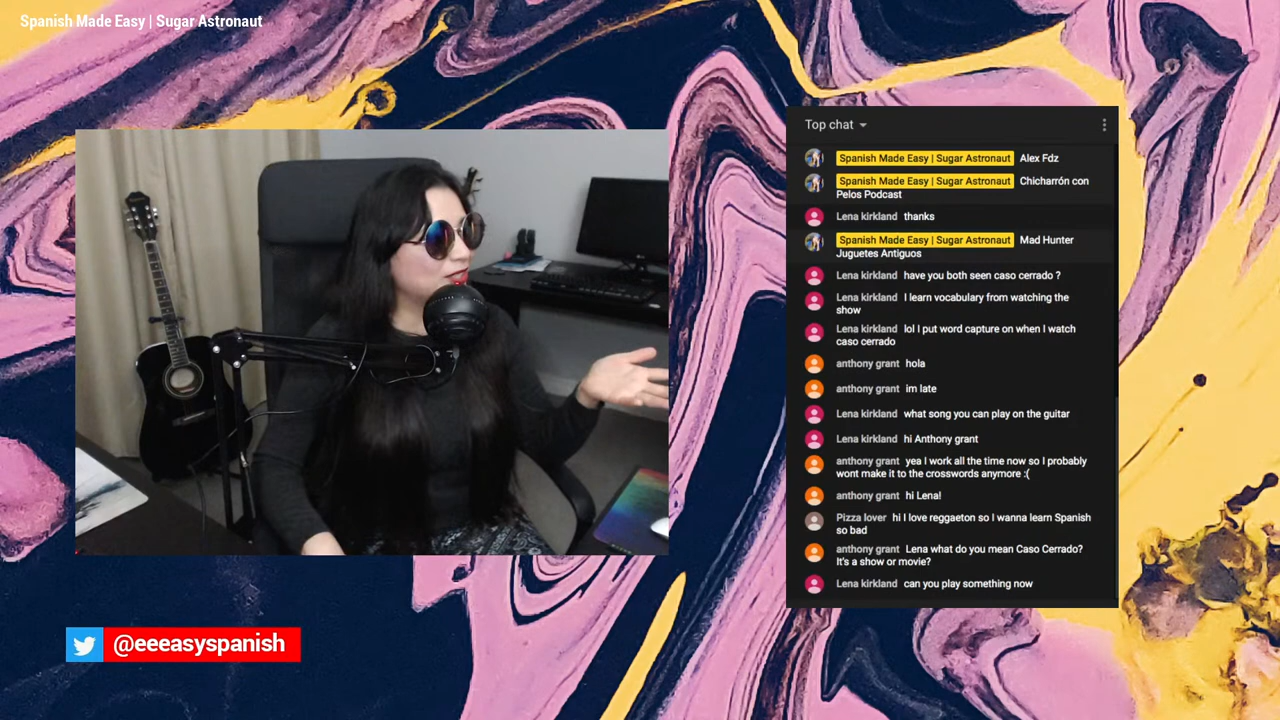 Spanish Made Easy | Sugar Astronaut
Top chat
Spanish Made Easy | Sugar Astronaut Alex Fdz
Spanish Made Easy | Sugar Astronaut Chicharrón con
Pelos Podcast
Lena kirkland thanks
Spanish Made Easy | Sugar Astronaut Mad Hunter
Juguetes Antiguos
Lena kirkland have you both seen caso cerrado ?
Lena kirkland I learn vocabulary from watching the
show
Lena kirkland lol I put word capture on when I watch
caso cerrado
anthony grant hola
anthony grant im late
Lena kirkland what song you can play on the guitar
Lena kirkland hi Anthony grant
anthony grant yea I work all the time now so I probably
wont make it to the crosswords anymore :(
anthony grant hi Lena!
Pizza lover hi I love reggaeton so I wanna learn Spanish
so bad
anthony grant Lena what do you mean Caso Cerrado?
It's a show or movie?
Lena kirkland can you play something now
@eeeasyspanish